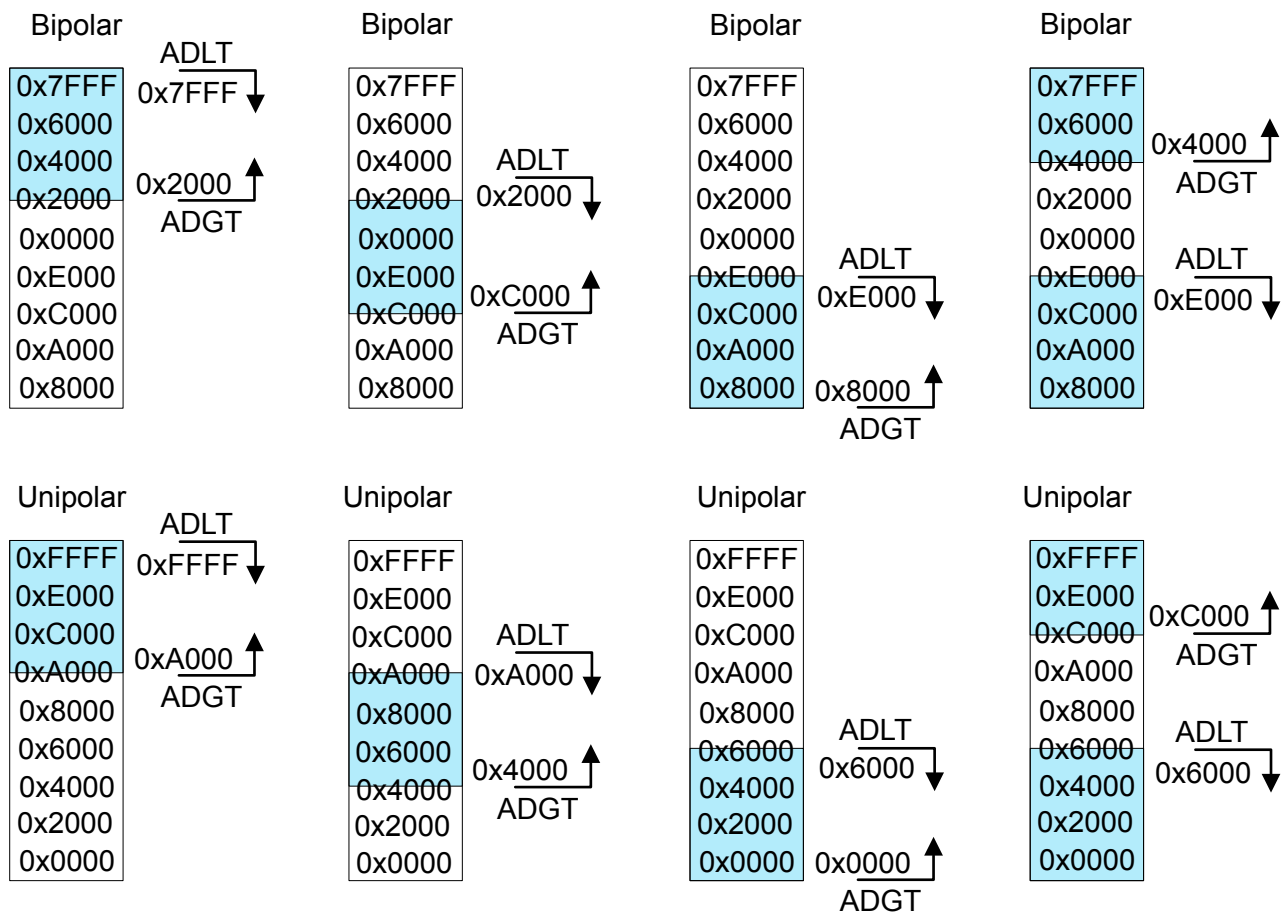 Bipolar
ADLT
0x7FFF
0x7FFF
0x6000
0x4000
0x2000
0x2000
ADGT
0x0000
0xE000
0xC000
0xA000
0x8000
Bipolar
0x7FFF
0x6000
0x4000
ADLT
0x2000
0x2000
0x0000
0xE000
0xC000
0xC000
ADGT
0xA000
0x8000
Bipolar
0x7FFF
0x6000
0x4000
0x2000
0x0000
ADLT
0xE000
0xE000
0xC000
0xA000
0x8000
0x8000
ADGT
Bipolar
0x7FFF
0x6000
0x4000
0x4000
ADGT
0x2000
0x0000
ADLT
0xE000
0xE000
0xC000
0xA000
0x8000
Unipolar
ADLT
0xFFFF
0xFFFF
0xE000
0xC000
0xA000
0xA000
ADGT
0x8000
0x6000
0x4000
0x2000
0x0000
Unipolar
0xFFFF
0xE000
0xC000
ADLT
0xA000
0xA000
0x8000
0x6000
0x4000
0x4000
ADGT
0x2000
0x0000
Unipolar
0xFFFF
0xE000
0xC000
0xA000
0x8000
ADLT
0x6000
0x6000
0x4000
0x2000
0x0000
0x0000
ADGT
Unipolar
0xFFFF
0xE000
0xC000
0xC000
ADGT
0xA000
0x8000
ADLT
0x6000
0x6000
0x4000
0x2000
0x0000